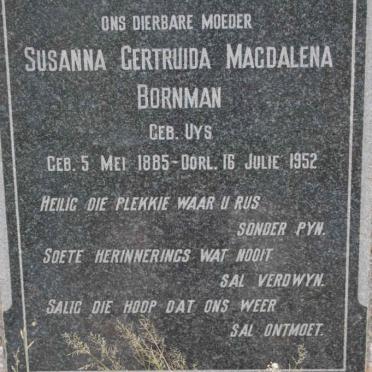 ONS DIERBARE MOEDER
SUSANNA GERTRUIDA MAGDALENA
BORNMAN
GEB. UYS
GEB. 5 MEI 1885 - OORL. 16 JULIE 1952
HEILIG DIE PLEKKIE WAAR U RUS
SONDER PYN.
SOETE HERINNERINGS WAT NOOIT
SAL VERDWYN.
SALIG DIE HOOP DAT ONS WEER
SAL ONTMOET.